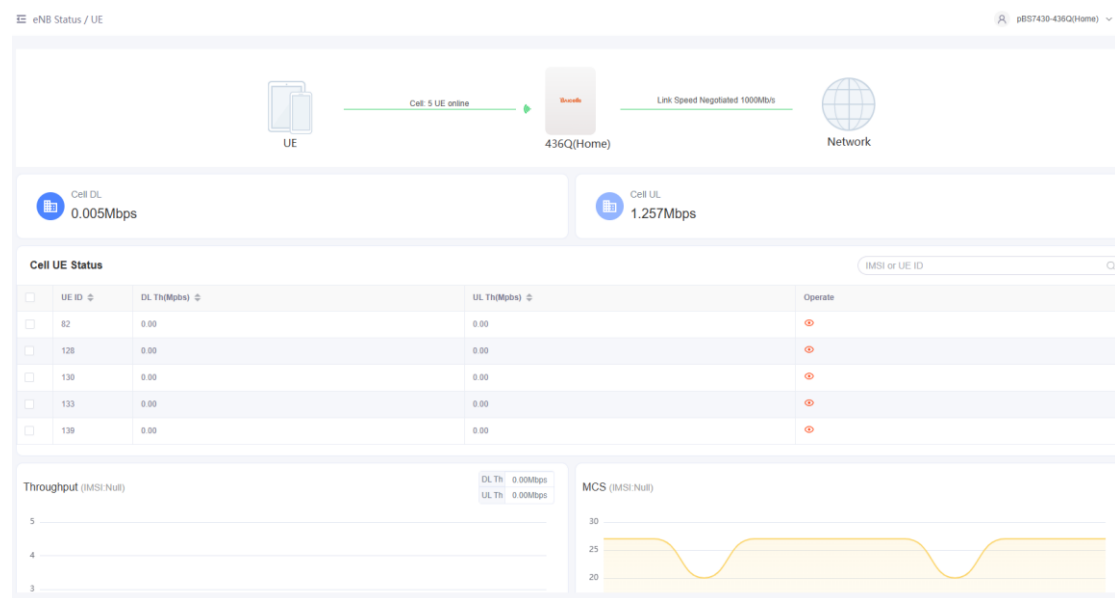 eNB Status / UE
pBS7430-436Q(Home)
Cell: 5 UE online
Link Speed Negotiated 1000Mb/s
UE
436Q(Home)
Network
Cell DL
0.005Mbps
Cell UL
1.257Mbps
Cell UE Status
IMSI or UE ID
UE ID DL Th(Mpbs) UL Th(Mpbs) Operate
82 0.00 0.00
128 0.00 0.00
130 0.00 0.00
133 0.00 0.00
139 0.00 0.00
Throughput (IMSI:Null)
DL Th 0.00Mbps
UL Th 0.00Mbps
5
4
3
MCS (IMSI:Null)
30
25
20